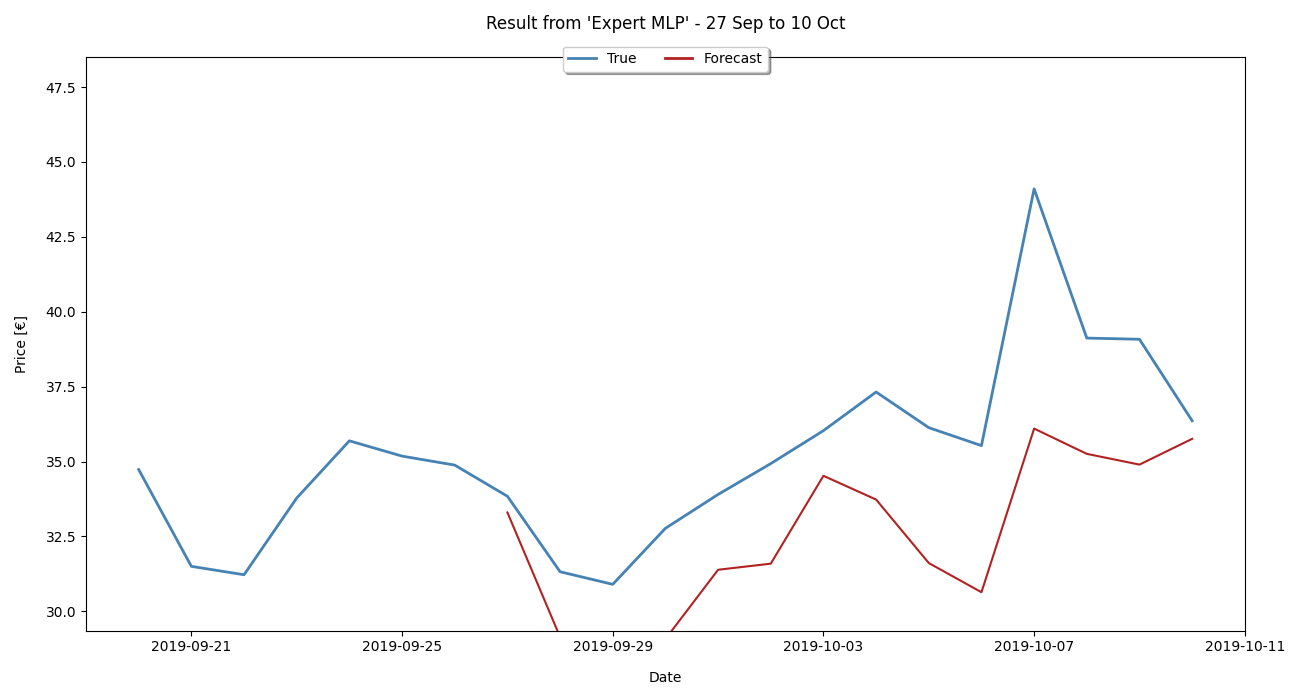 Result from 'Expert MLP' - 27 Sep to 10 Oct
True Forecast
47.5
45.0
42.5
40.0
37.5
35.0
32.5
30.0
Price [€]
2019-09-21 2019-09-25 2019-09-29 2019-10-03 2019-10-07 2019-10-11
Date